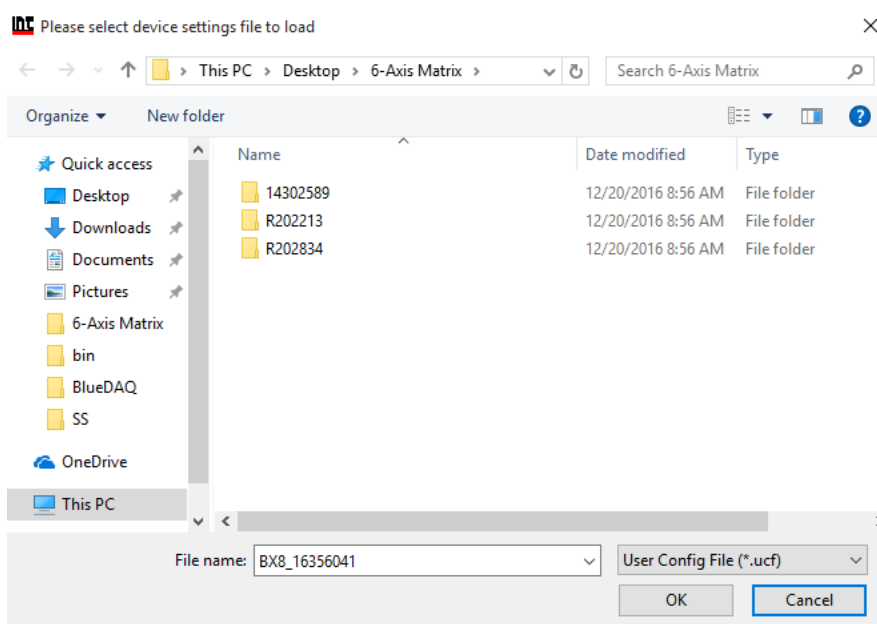 Please select device settings file to load
This PC > Desktop > 6-Axis Matrix >
Search 6-Axis Matrix
Organize
New folder
Quick access
Desktop
Downloads
Documents
Pictures
6-Axis Matrix
bin
BlueDAQ
SS
OneDrive
This PC
Name Date modified Type
14302589 12/20/2016 8:56 AM File folder
R202213 12/20/2016 8:56 AM File folder
R202834 12/20/2016 8:56 AM File folder
File name: BX8_16356041 User Config File (*.ucf)
OK Cancel